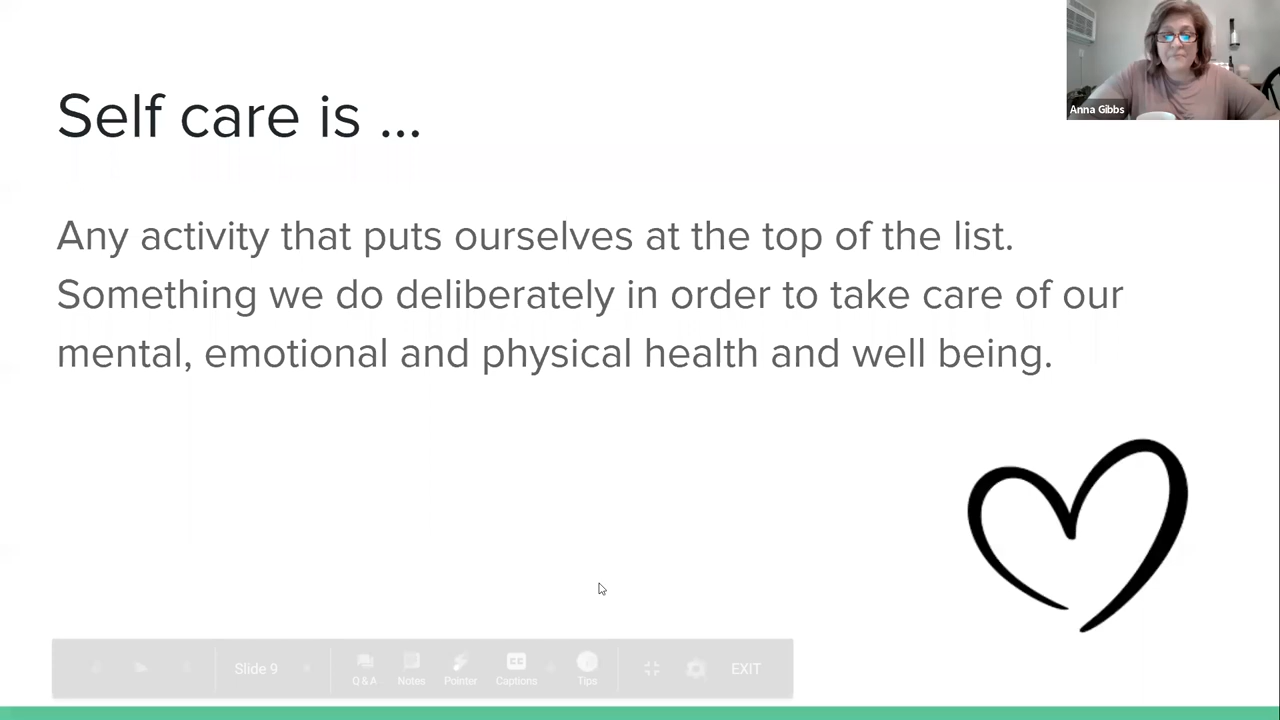 Self care is ...
Anna Gibbs
Any activity that puts ourselves at the top of the list.
Something we do deliberately in order to take care of our
mental, emotional and physical health and well being.
Slide 9
Q & A
Notes
Pointer
CC
Captions
Tips
EXIT